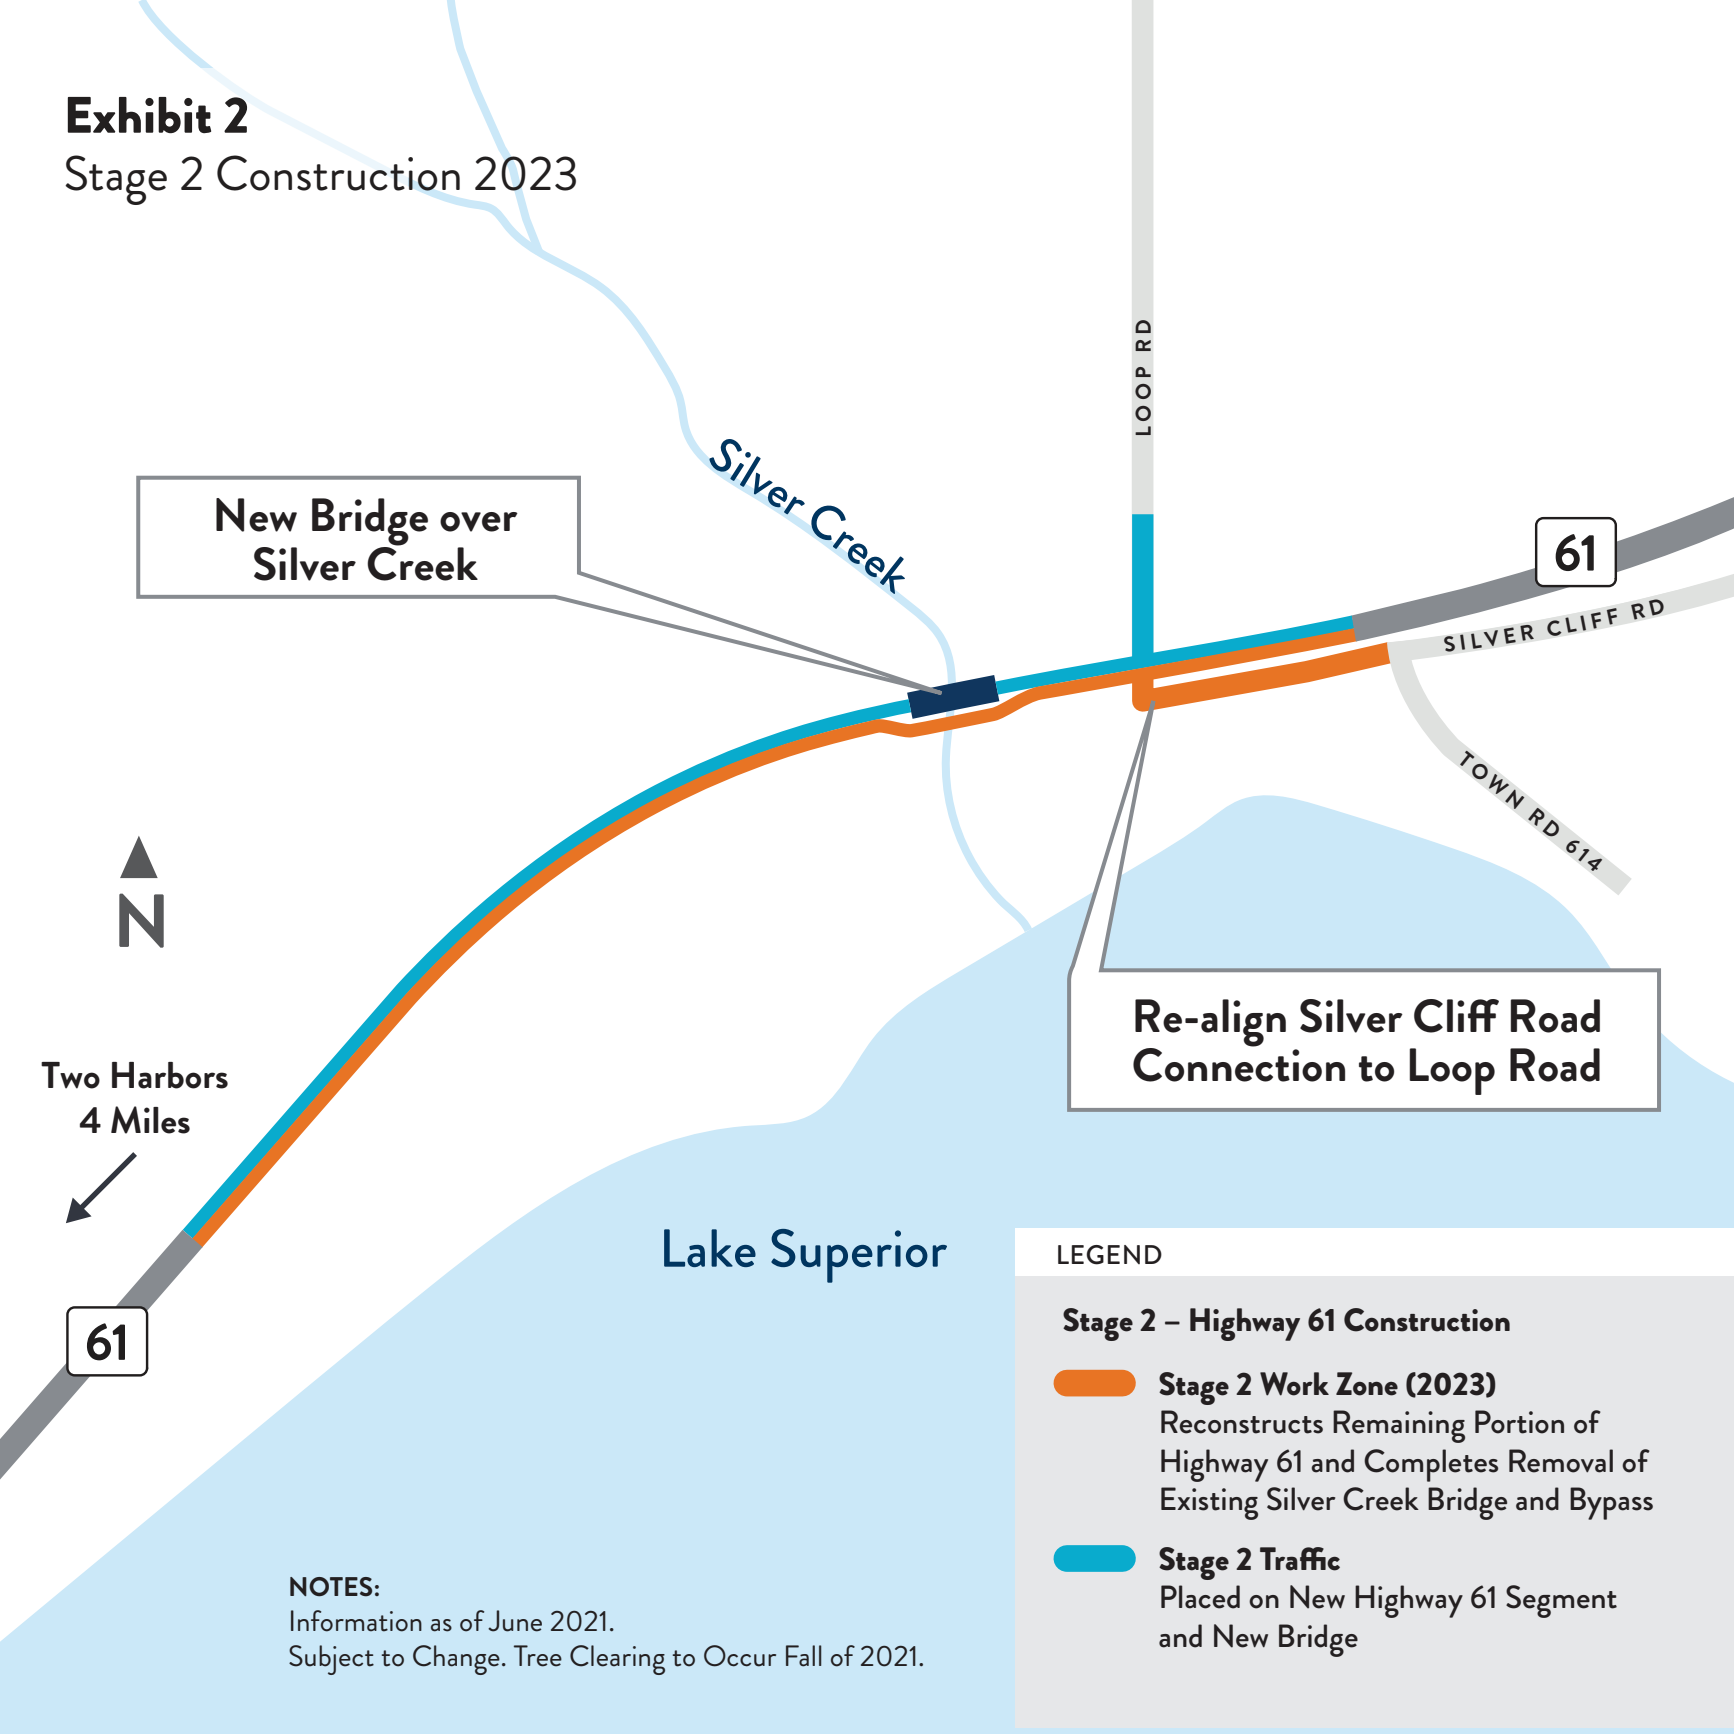 Exhibit 2
Stage 2 Construction 2023
LOOP RD
Silver Creek
New Bridge over
Silver Creek
61
SILVER CLIFF RD
TOWN RD 614
N
Re-align Silver Cliff Road
Connection to Loop Road
Two Harbors
4 Miles
61
Lake Superior
LEGEND
Stage 2 – Highway 61 Construction
Stage 2 Work Zone (2023)
Reconstructs Remaining Portion of
Highway 61 and Completes Removal of
Existing Silver Creek Bridge and Bypass
Stage 2 Traffic
Placed on New Highway 61 Segment
and New Bridge
NOTES:
Information as of June 2021.
Subject to Change. Tree Clearing to Occur Fall of 2021.